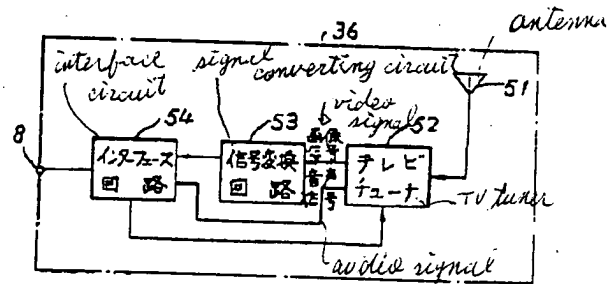 36
antenna
51
interface
circuit
54
signal
converting circuit
53
video
signal
52
8
インタフェース
回路
信号変換
回路
画像
信号
音声
信号
テレビ
チューナ
TV tuner
audio signal